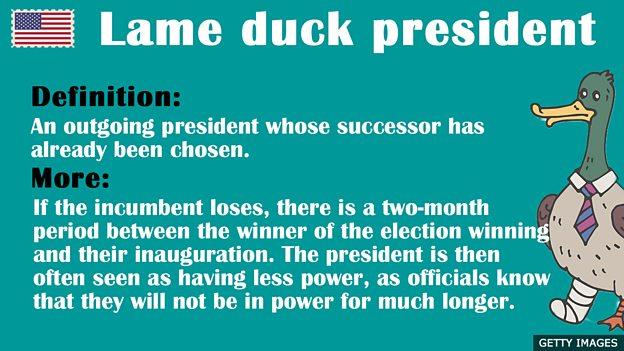 Lame duck president
Definition:
An outgoing president whose successor has
already been chosen.
More:
If the incumbent loses, there is a two-month
period between the winner of the election winning
and their inauguration. The president is then
often seen as having less power, as officials know
that they will not be in power for much longer.
GETTY IMAGES